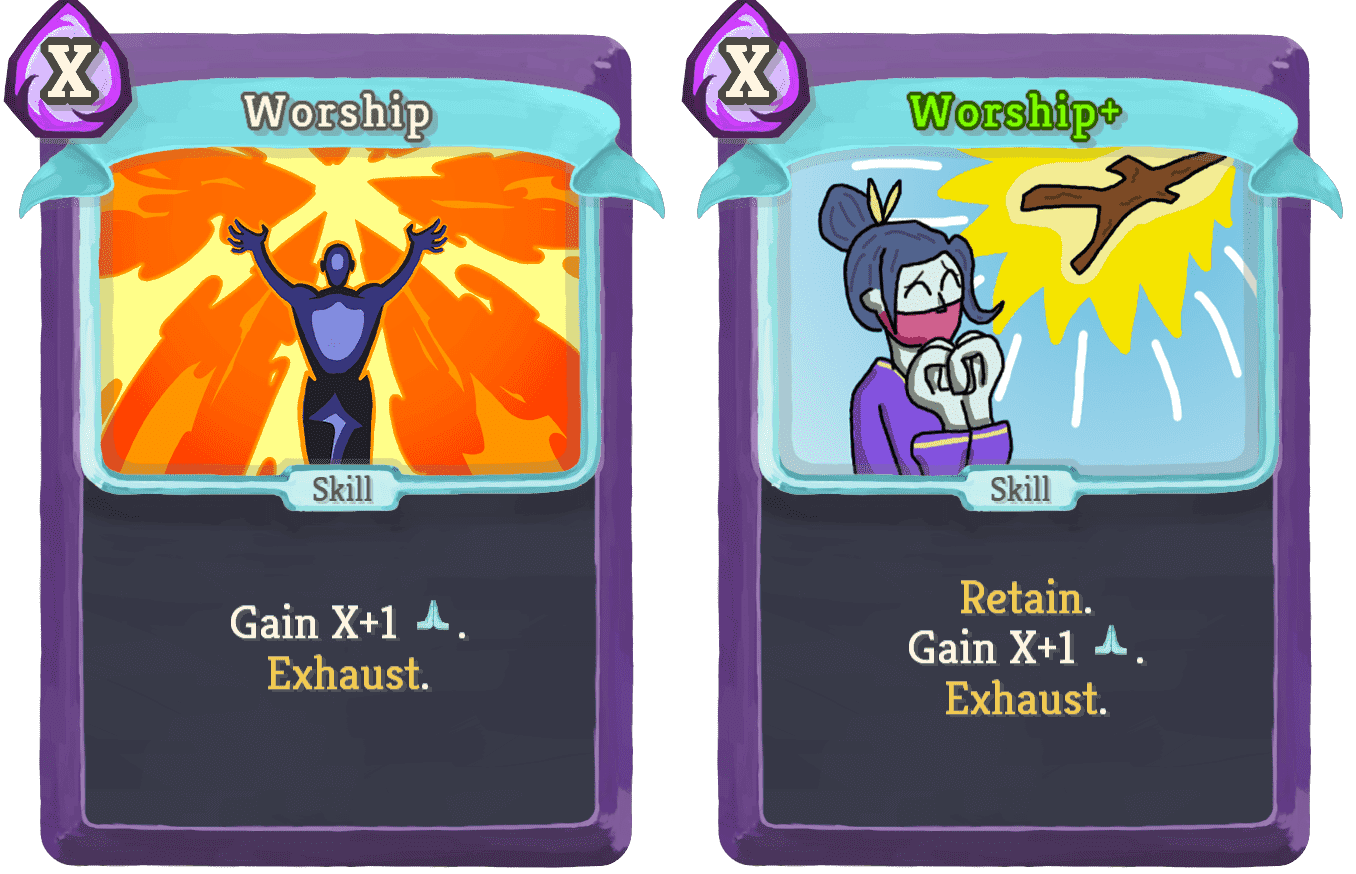 X
Worship
Skill
Gain X+1 .
Exhaust.
X
Worship+
Skill
Retain.
Gain X+1 .
Exhaust.